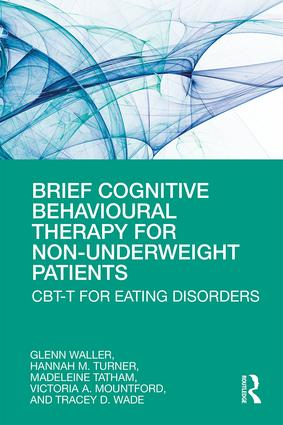 BRIEF COGNITIVE
BEHAVIOURAL
THERAPY FOR
NON-UNDERWEIGHT
PATIENTS
CBT-T FOR EATING DISORDERS
GLENN WALLER,
HANNAH M. TURNER,
MADELEINE TATHAM,
VICTORIA A. MOUNTFORD,
AND TRACEY D. WADE
ROUTLEDGE